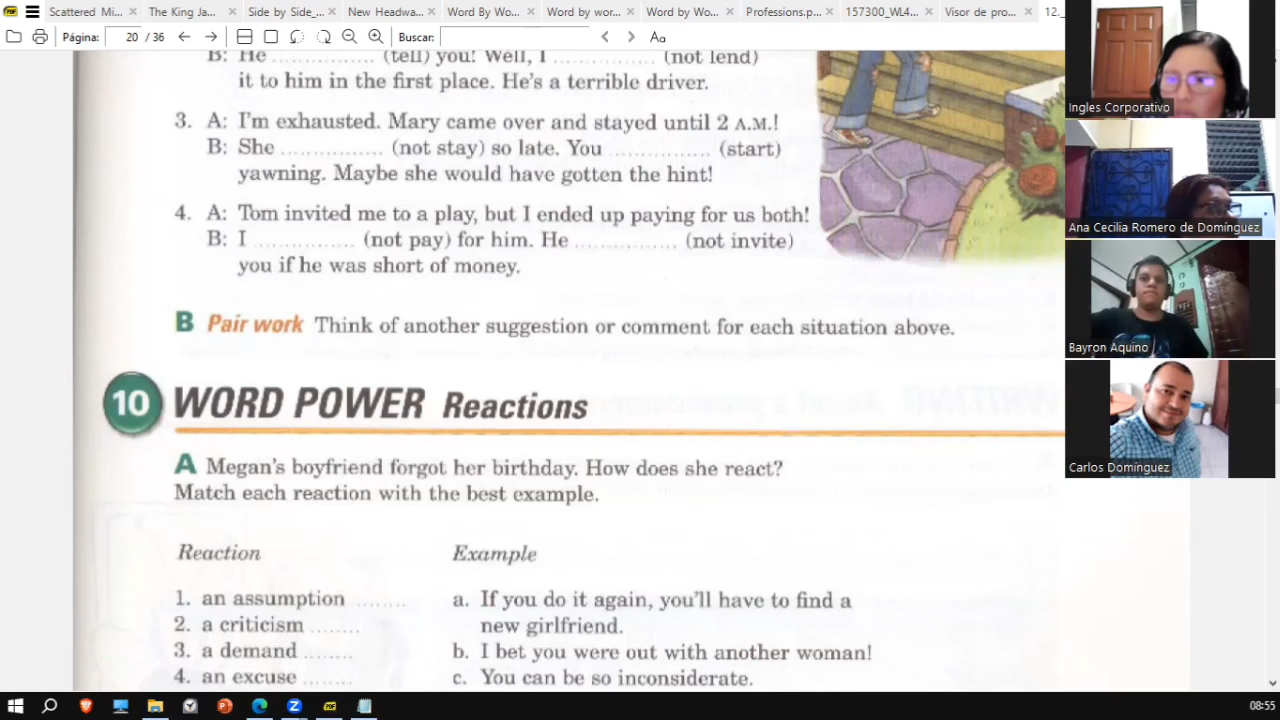 Scattered Mi... × The King Ja... × Side by Side_... × New Headwa... × Word By Wo... × Word by wor... × Word by Wo... × Professions.p... × 157300_WL4... × Visor de pro... × 12._
Página: 20 / 36 Buscar: Aa
B: He ............... (tell) you! Well, I ............... (not lend)
it to him in the first place. He's a terrible driver.
3. A: I'm exhausted. Mary came over and stayed until 2 A.M.!
B: She ............... (not stay) so late. You ............... (start)
yawning. Maybe she would have gotten the hint!
4. A: Tom invited me to a play, but I ended up paying for us both!
B: I ............... (not pay) for him. He ............... (not invite)
you if he was short of money.
B Pair work Think of another suggestion or comment for each situation above.
10 WORD POWER Reactions
A Megan's boyfriend forgot her birthday. How does she react?
Match each reaction with the best example.
Reaction Example
1. an assumption ........ a. If you do it again, you'll have to find a
2. a criticism ........ new girlfriend.
3. a demand ........ b. I bet you were out with another woman!
4. an excuse ........ c. You can be so inconsiderate.
Ingles Corporativo
Ana Cecilia Romero de Domínguez
Bayron Aquino
Carlos Domínguez
08:55